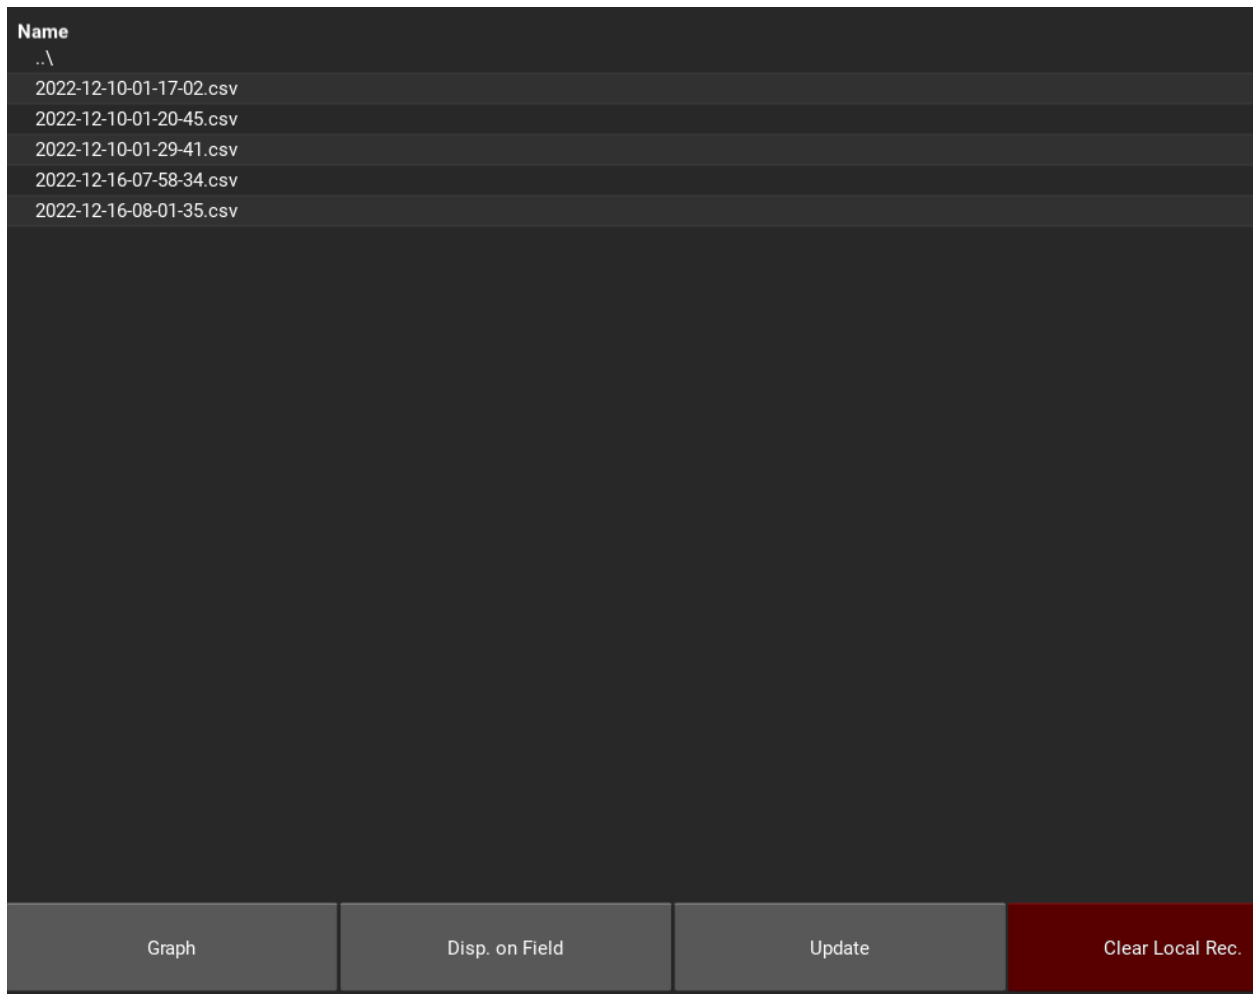 Name
..\
2022-12-10-01-17-02.csv
2022-12-10-01-20-45.csv
2022-12-10-01-29-41.csv
2022-12-16-07-58-34.csv
2022-12-16-08-01-35.csv
Graph
Disp. on Field
Update
Clear Local Rec.